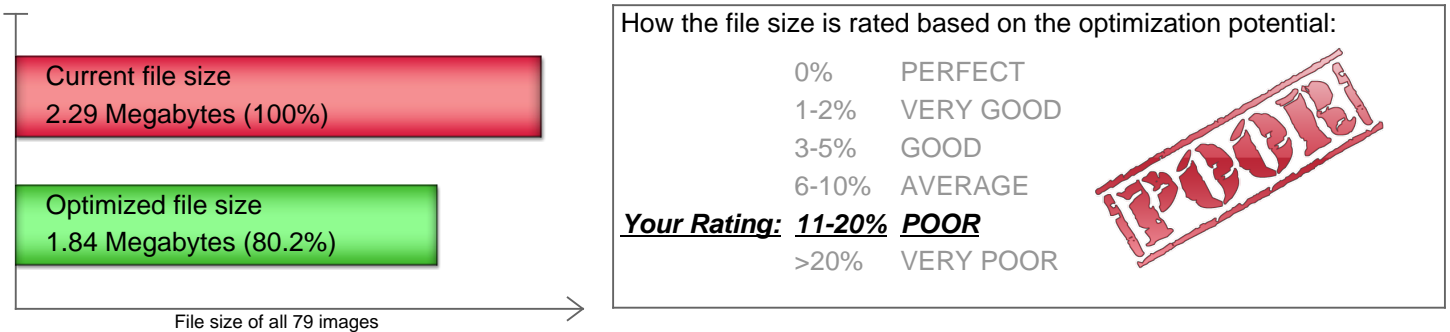 Current file size
2.29 Megabytes (100%)
Optimized file size
1.84 Megabytes (80.2%)
File size of all 79 images
How the file size is rated based on the optimization potential:
0% PERFECT
1-2% VERY GOOD
3-5% GOOD
6-10% AVERAGE
Your Rating: 11-20% POOR
>20% VERY POOR
POOR